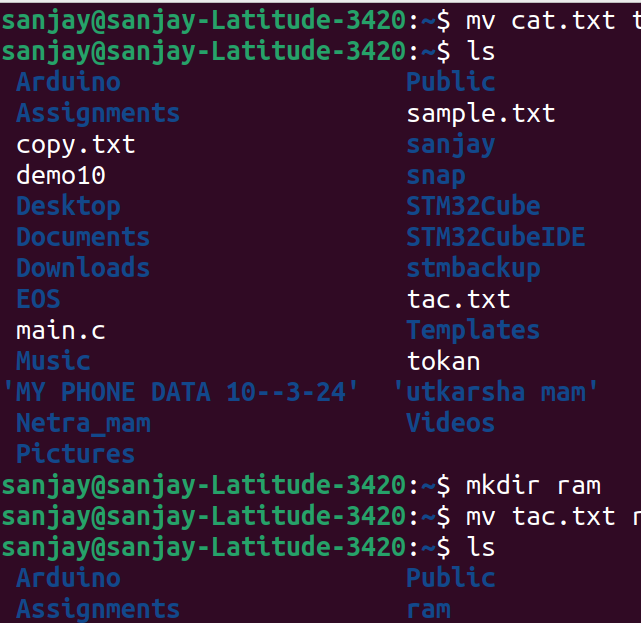 sanjay@sanjay-Latitude-3420:~$ mv cat.txt t
sanjay@sanjay-Latitude-3420:~$ ls
Arduino Public
Assignments sample.txt
copy.txt sanjay
demo10 snap
Desktop STM32Cube
Documents STM32CubeIDE
Downloads stmbackup
EOS tac.txt
main.c Templates
Music tokan
'MY PHONE DATA 10--3-24' 'utkarsha mam'
Netra_mam Videos
Pictures
sanjay@sanjay-Latitude-3420:~$ mkdir ram
sanjay@sanjay-Latitude-3420:~$ mv tac.txt r
sanjay@sanjay-Latitude-3420:~$ ls
Arduino Public
Assignments ram